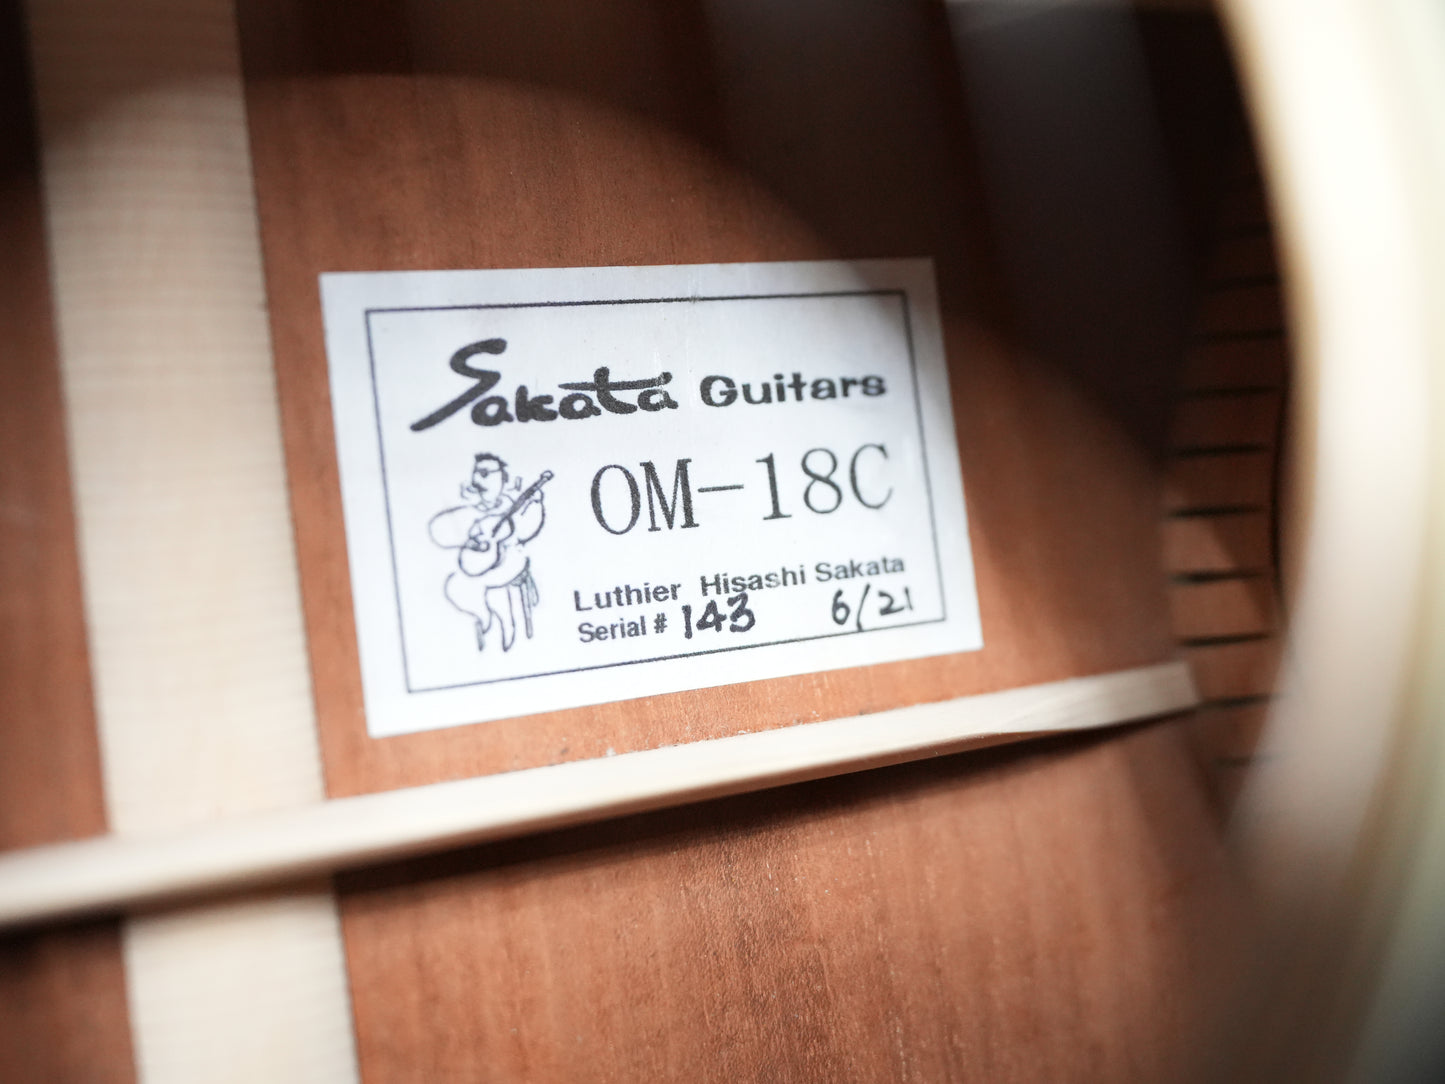 Sakata Guitars
OM-18C
Luthier Hisashi Sakata
Serial # 143 6/21